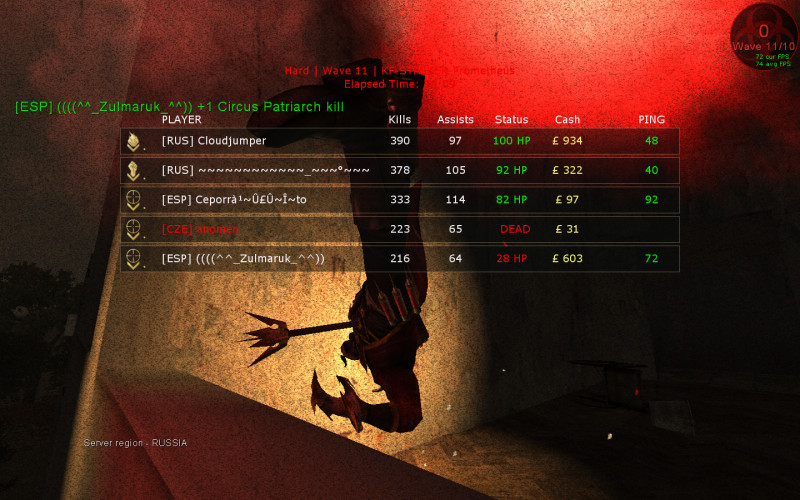 0
Wave 11/10
72 cur FPS
74 avg FPS
Hard | Wave 11 |
Elapsed Time:
[ESP] ((((^^_Zulmaruk_^^)) +1 Circus Patriarch kill
PLAYER Kills Assists Status Cash PING
[RUS] Cloudjumper 390 97 100 HP £ 934 48
[RUS] ~~~~~~~~~~~~_~~~°~~~ 378 105 92 HP £ 322 40
[ESP] Ceporrà¹~Û£Û~Î~to 333 114 82 HP £ 97 92
[CZE] 223 65 DEAD £ 31
[ESP] ((((^^_Zulmaruk_^^)) 216 64 28 HP £ 603 72
Server region - RUSSIA